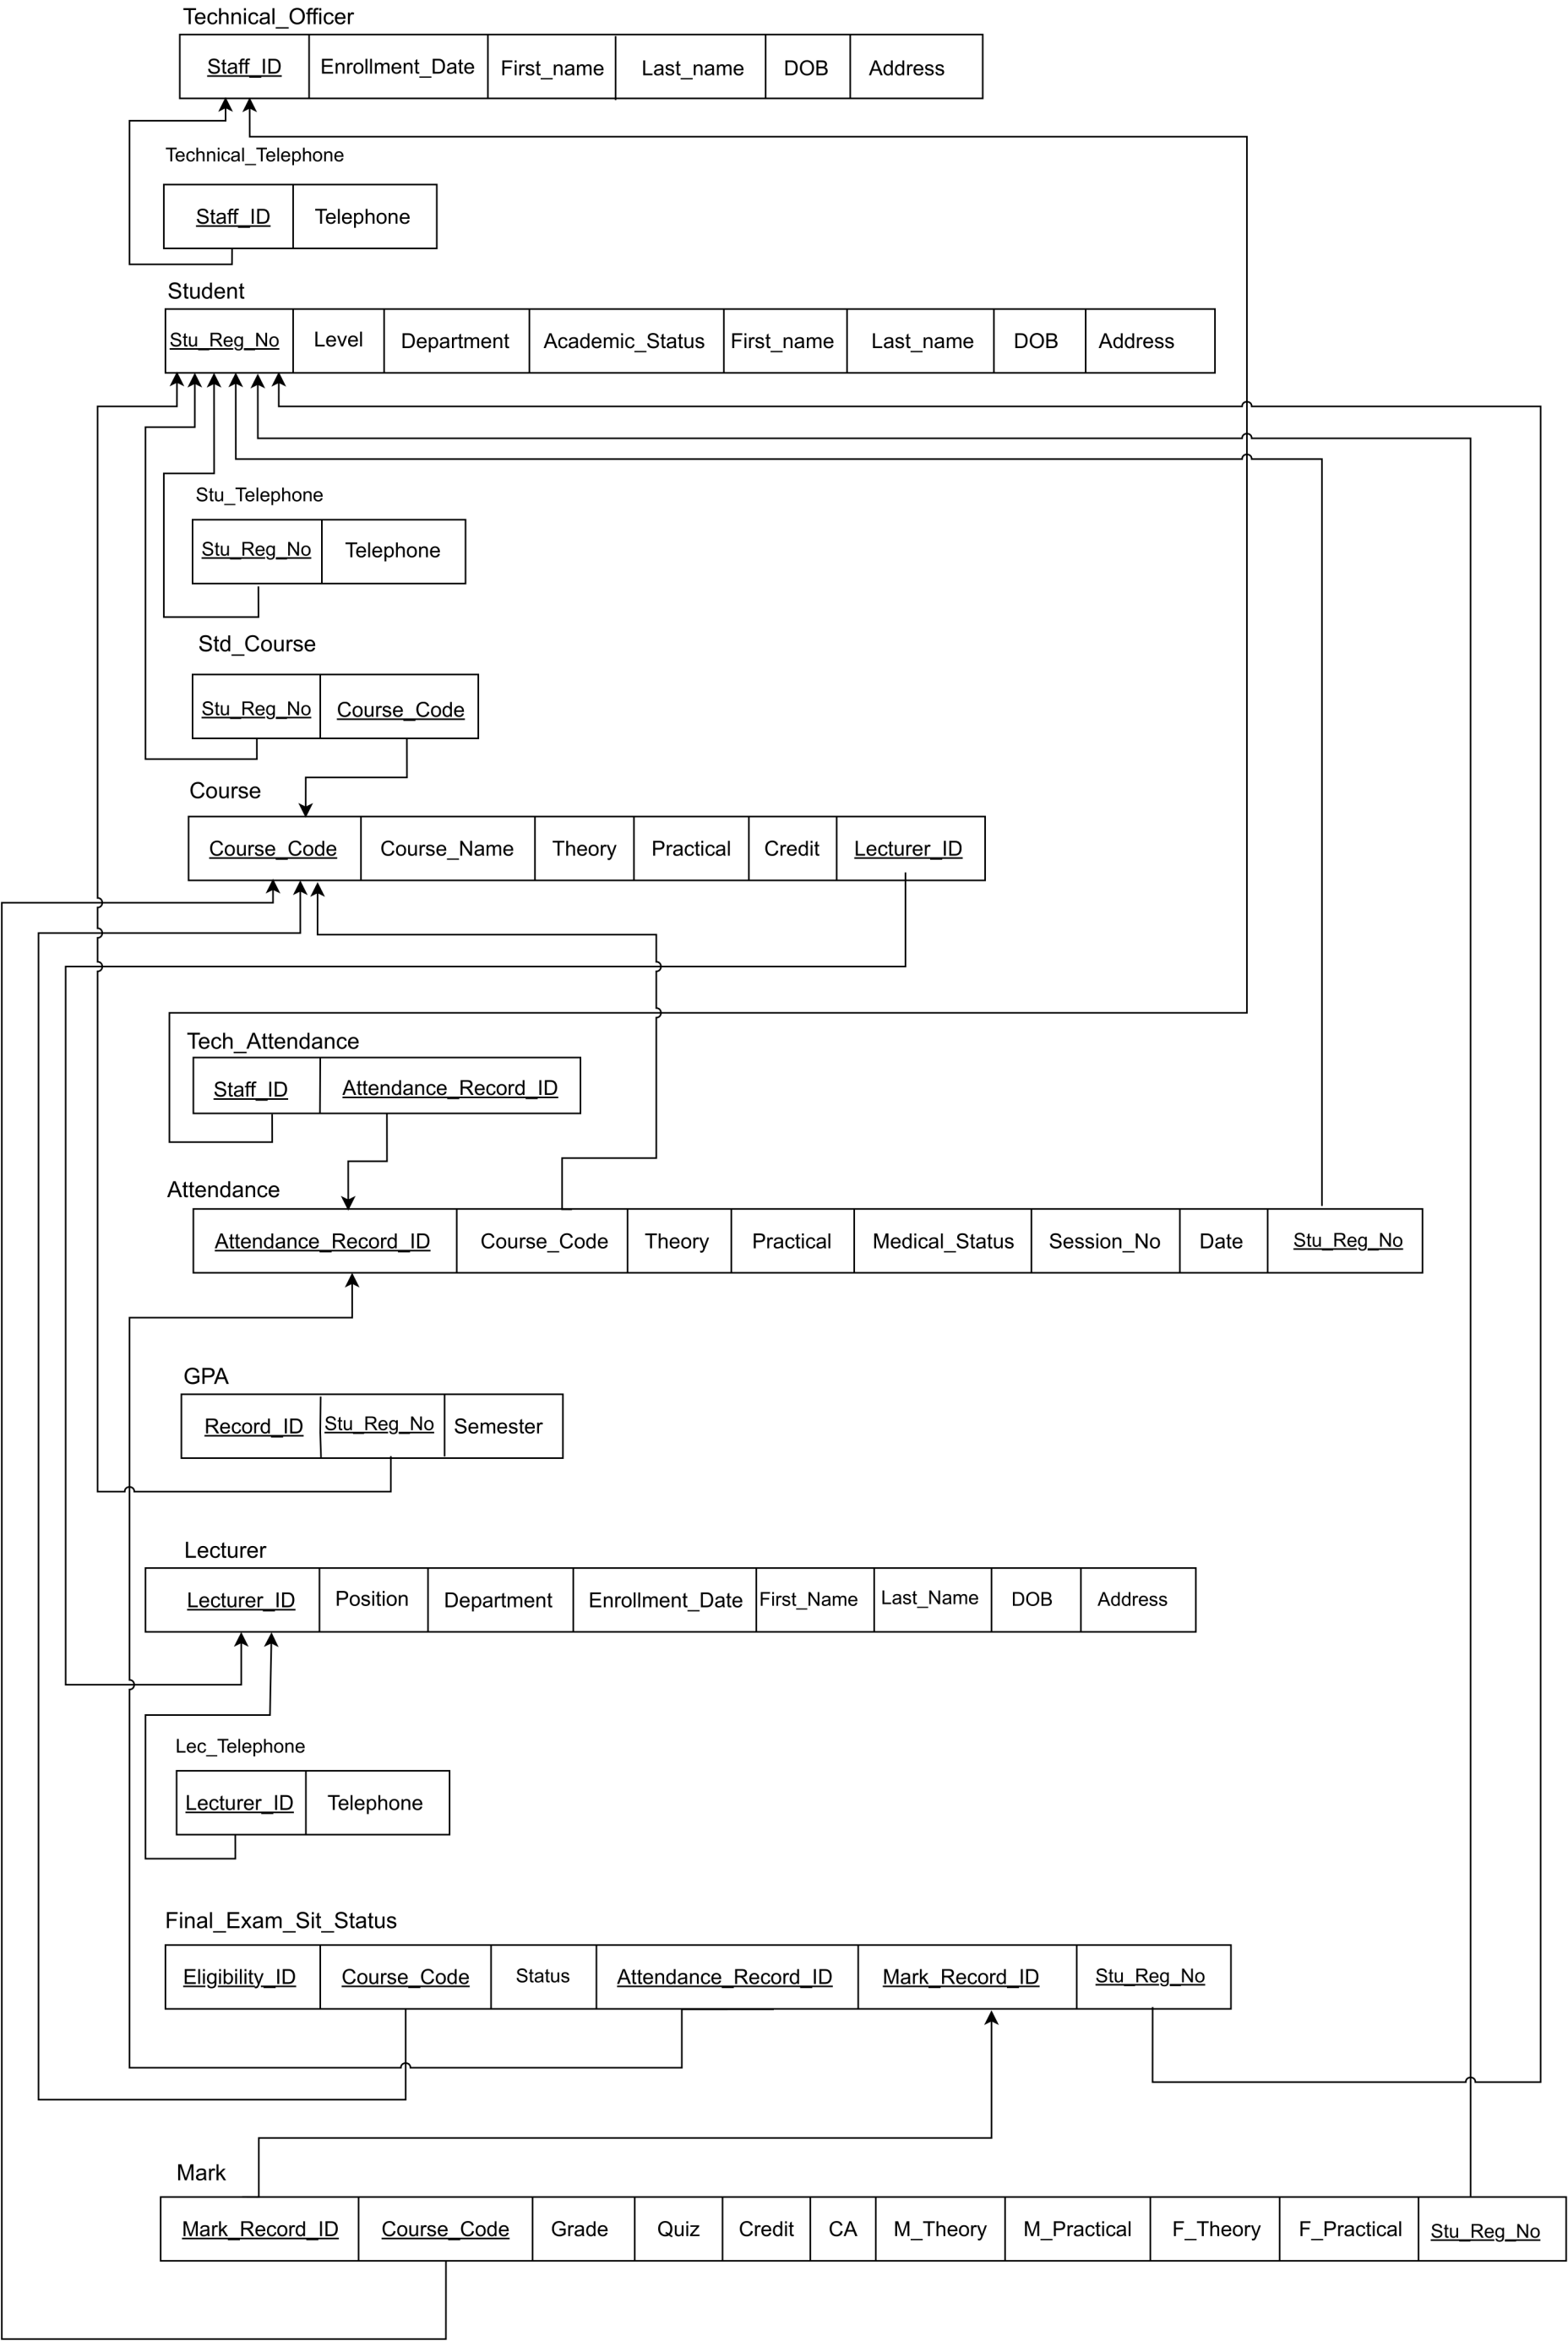 Technical_Officer
Staff_ID Enrollment_Date First_name Last_name DOB Address
Technical_Telephone
Staff_ID Telephone
Student
Stu_Reg_No Level Department Academic_Status First_name Last_name DOB Address
Stu_Telephone
Stu_Reg_No Telephone
Std_Course
Stu_Reg_No Course_Code
Course
Course_Code Course_Name Theory Practical Credit Lecturer_ID
Tech_Attendance
Staff_ID Attendance_Record_ID
Attendance
Attendance_Record_ID Course_Code Theory Practical Medical_Status Session_No Date Stu_Reg_No
GPA
Record_ID Stu_Reg_No Semester
Lecturer
Lecturer_ID Position Department Enrollment_Date First_Name Last_Name DOB Address
Lec_Telephone
Lecturer_ID Telephone
Final_Exam_Sit_Status
Eligibility_ID Course_Code Status Attendance_Record_ID Mark_Record_ID Stu_Reg_No
Mark
Mark_Record_ID Course_Code Grade Quiz Credit CA M_Theory M_Practical F_Theory F_Practical Stu_Reg_No